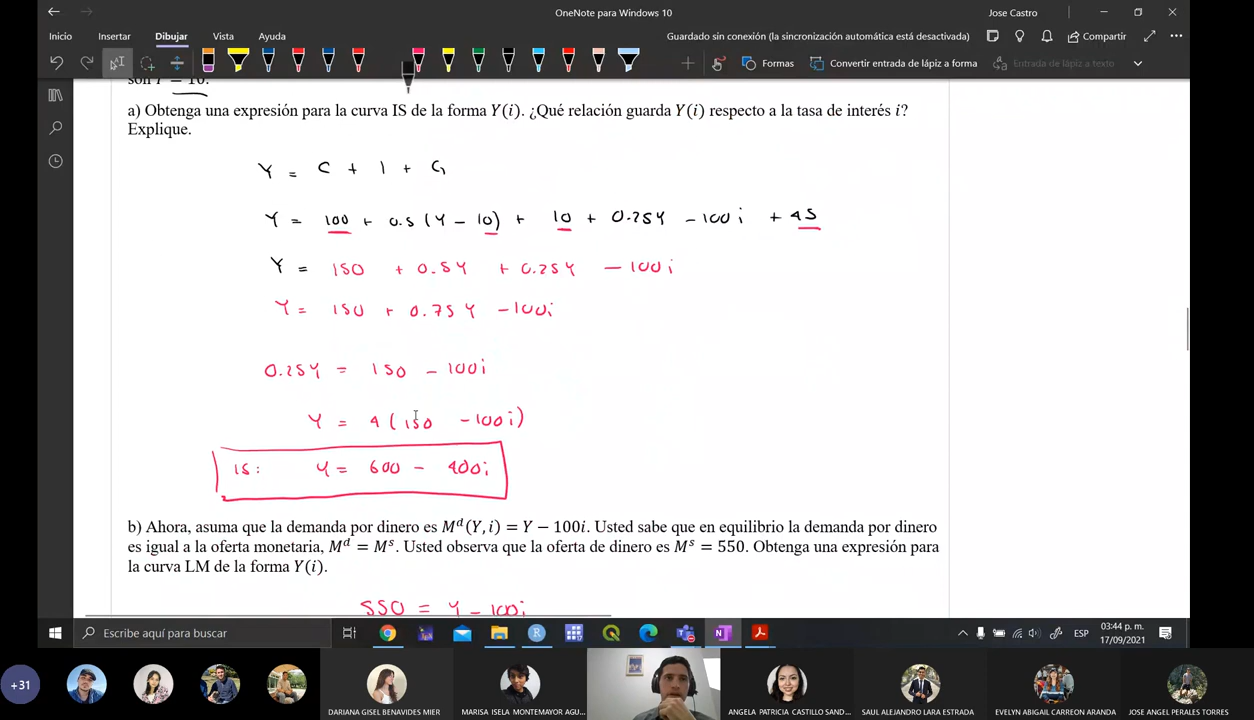 OneNote para Windows 10
Jose Castro
Inicio Insertar Dibujar Vista Ayuda
Guardado sin conexión (la sincronización automática está desactivada)
Compartir
Formas
Convertir entrada de lápiz a forma
Entrada de lápiz a texto
son T = 10.
a) Obtenga una expresión para la curva IS de la forma Y(i). ¿Qué relación guarda Y(i) respecto a la tasa de interés i?
Explique.
Y = C + I + G
Y = 100 + 0.5 (Y - 10) + 10 + 0.25Y - 100i + 45
Y = 150 + 0.5Y + 0.25Y - 100i
Y = 150 + 0.75Y - 100i
0.25Y = 150 - 100i
Y = 4 (150 - 100i)
IS: Y = 600 - 400i
b) Ahora, asuma que la demanda por dinero es Mᵈ(Y, i) = Y − 100i. Usted sabe que en equilibrio la demanda por dinero
es igual a la oferta monetaria, Mᵈ = Mˢ. Usted observa que la oferta de dinero es Mˢ = 550. Obtenga una expresión para
la curva LM de la forma Y(i).
550 = Y - 100i
Escribe aquí para buscar
ESP
03:44 p. m.
17/09/2021
+31
DARIANA GISEL BENAVIDES MIER
MARISA ISELA MONTEMAYOR AGU...
ANGELA PATRICIA CASTILLO SAND...
SAUL ALEJANDRO LARA ESTRADA
EVELYN ABIGAIL CARREON ARANDA
JOSE ANGEL PERALES TORRES